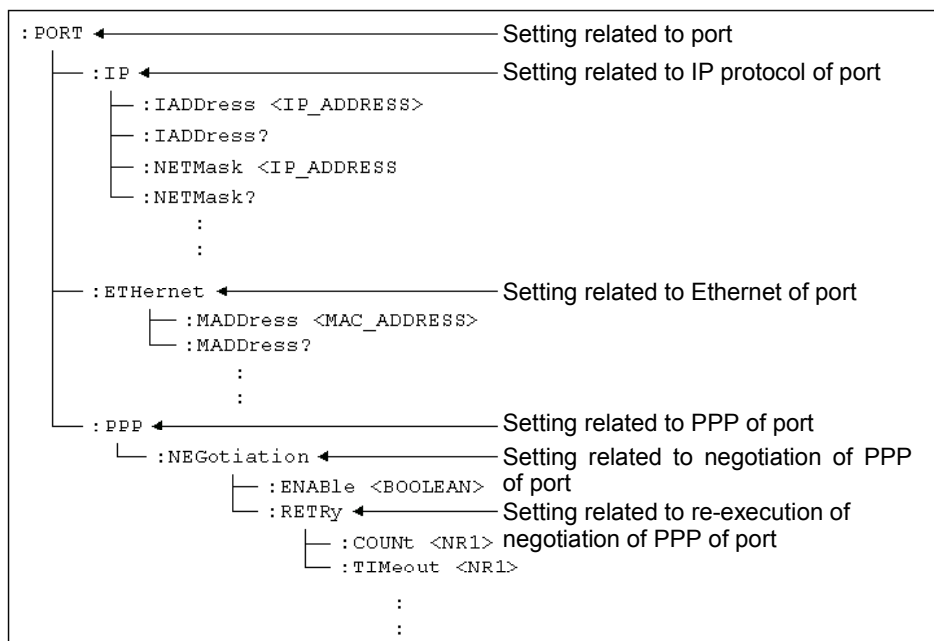 :PORT Setting related to port
:IP Setting related to IP protocol of port
:IADDress <IP_ADDRESS>
:IADDress?
:NETMask <IP_ADDRESS
:NETMask?
:
:
:ETHernet Setting related to Ethernet of port
:MADDress <MAC_ADDRESS>
:MADDress?
:
:
:PPP Setting related to PPP of port
:NEGotiation Setting related to negotiation of PPP
of port
:ENABle <BOOLEAN>
:RETRy Setting related to re-execution of
negotiation of PPP of port
:COUNt <NR1>
:TIMeout <NR1>
:
: